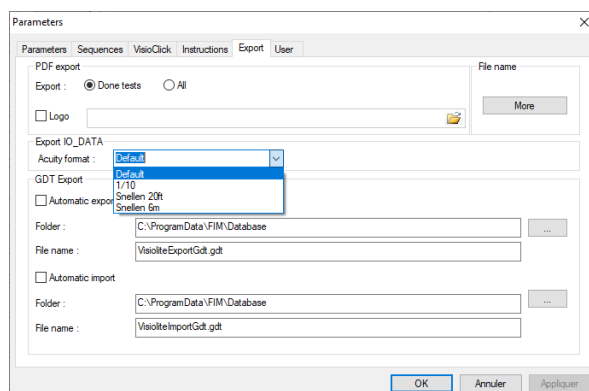 Parameters
Parameters Sequences VisioClick Instructions Export User
PDF export
File name
Export : Done tests All
More
Logo
Export IO_DATA
Acuity format : Default
Default
1/10
Snellen 20ft
Snellen 6m
GDT Export
Automatic expor
Folder : C:\ProgramData\FIM\Database ...
File name : VisioliteExportGdt.gdt
Automatic import
Folder : C:\ProgramData\FIM\Database ...
File name : VisioliteImportGdt.gdt
OK Annuler Appliquer